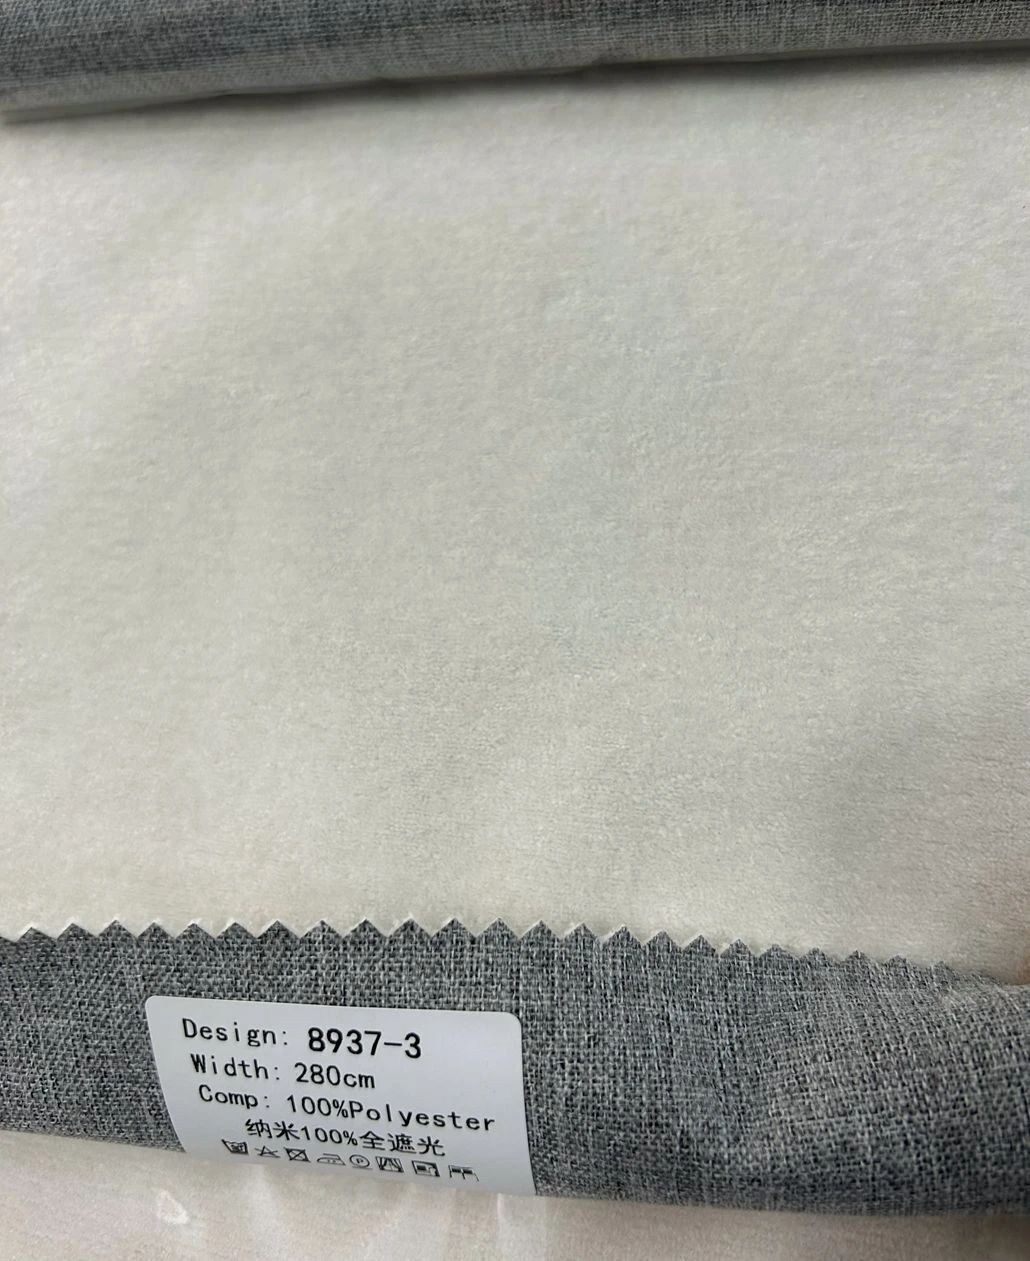 Design: 8937-3
Width: 280cm
Comp: 100%Polyester
纳米100%全遮光